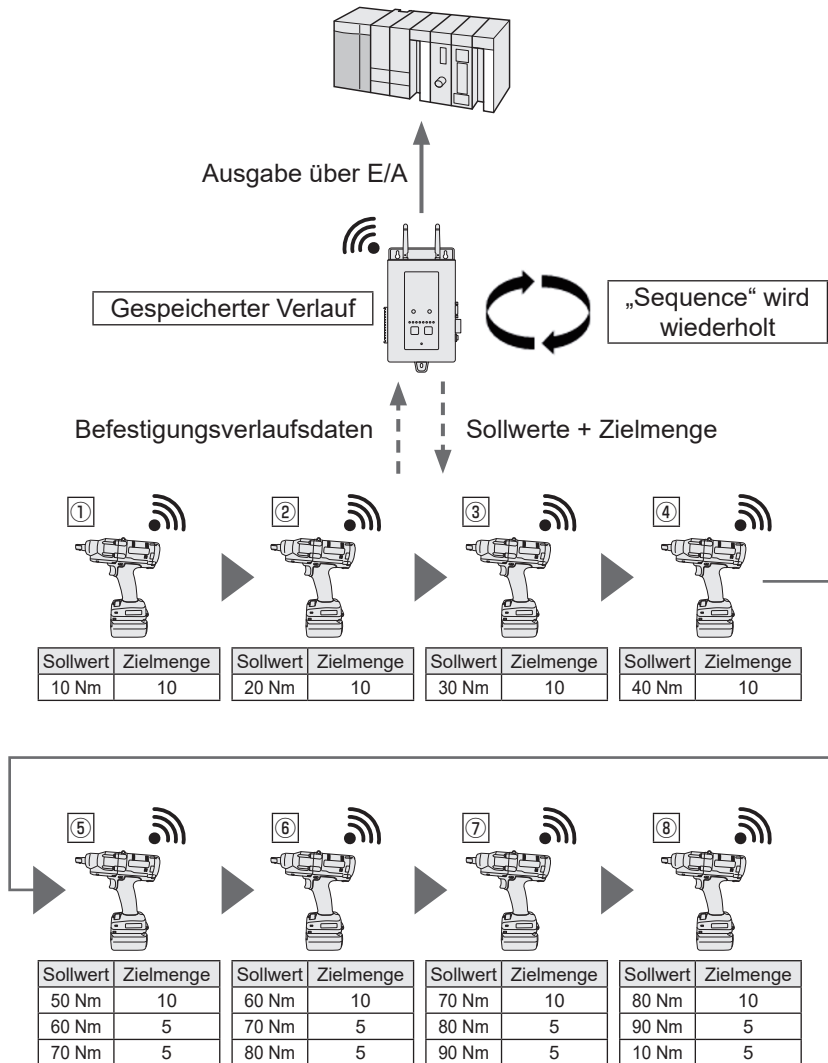 Ausgabe über E/A
Gespeicherter Verlauf
„Sequence“ wird
wiederholt
Befestigungsverlaufsdaten
Sollwerte + Zielmenge
① ② ③ ④
Sollwert Zielmenge Sollwert Zielmenge Sollwert Zielmenge Sollwert Zielmenge
10 Nm 10 20 Nm 10 30 Nm 10 40 Nm 10
⑤ ⑥ ⑦ ⑧
Sollwert Zielmenge Sollwert Zielmenge Sollwert Zielmenge Sollwert Zielmenge
50 Nm 10 60 Nm 10 70 Nm 10 80 Nm 10
60 Nm 5 70 Nm 5 80 Nm 5 90 Nm 5
70 Nm 5 80 Nm 5 90 Nm 5 10 Nm 5